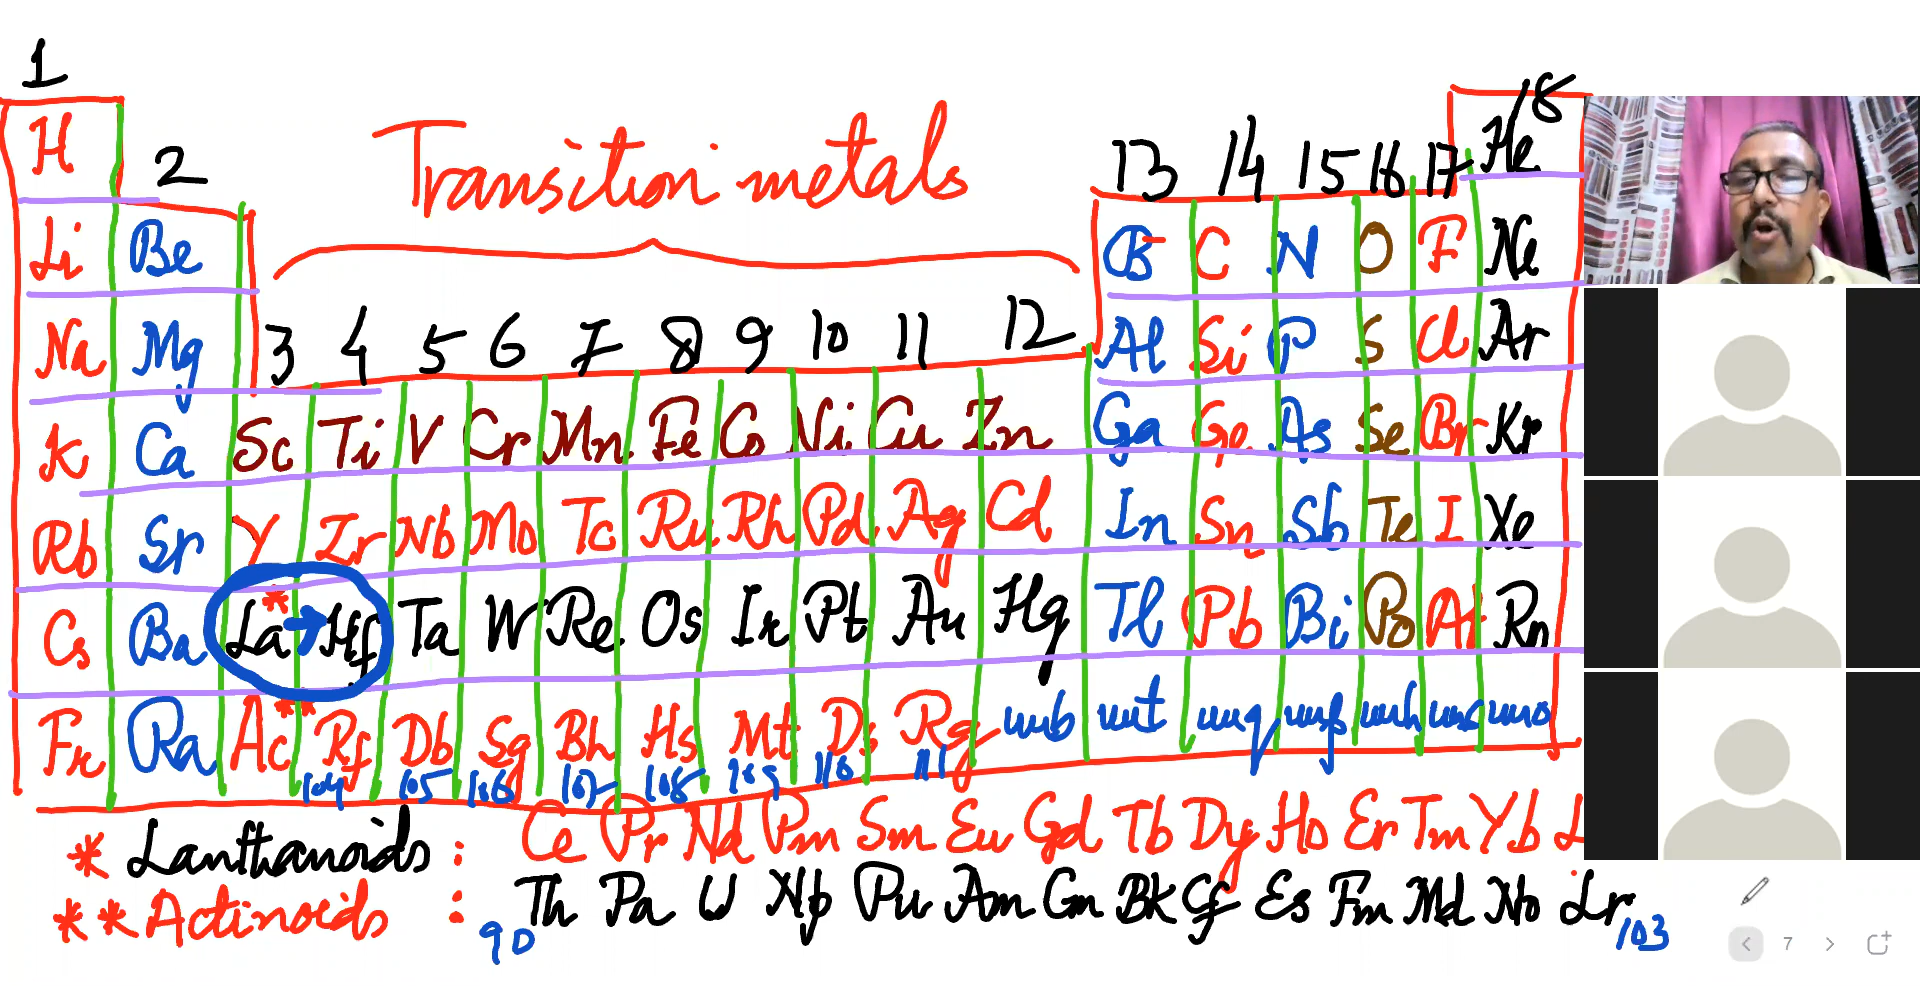 1 18
H 2 Transition metals 13 14 15 16 17 He
Li Be B C N O F Ne
Na Mg 3 4 5 6 7 8 9 10 11 12 Al Si P S Cl Ar
K Ca Sc Ti V Cr Mn Fe Co Ni Cu Zn Ga Ge As Se Br Kr
Rb Sr Y Zr Nb Mo Tc Ru Rh Pd Ag Cd In Sn Sb Te I Xe
Cs Ba La* → Hf Ta W Re Os Ir Pt Au Hg Tl Pb Bi Po At Rn
Fr Ra Ac** Rf Db Sg Bh Hs Mt Ds Rg uub uut uuq uup uuh uus uuo
104 105 106 107 108 109 110 111
* Lanthanoids : Ce Pr Nd Pm Sm Eu Gd Tb Dy Ho Er Tm Yb L
** Actinoids : Th Pa U Np Pu Am Cm Bk Cf Es Fm Md No Lr
90 103
7